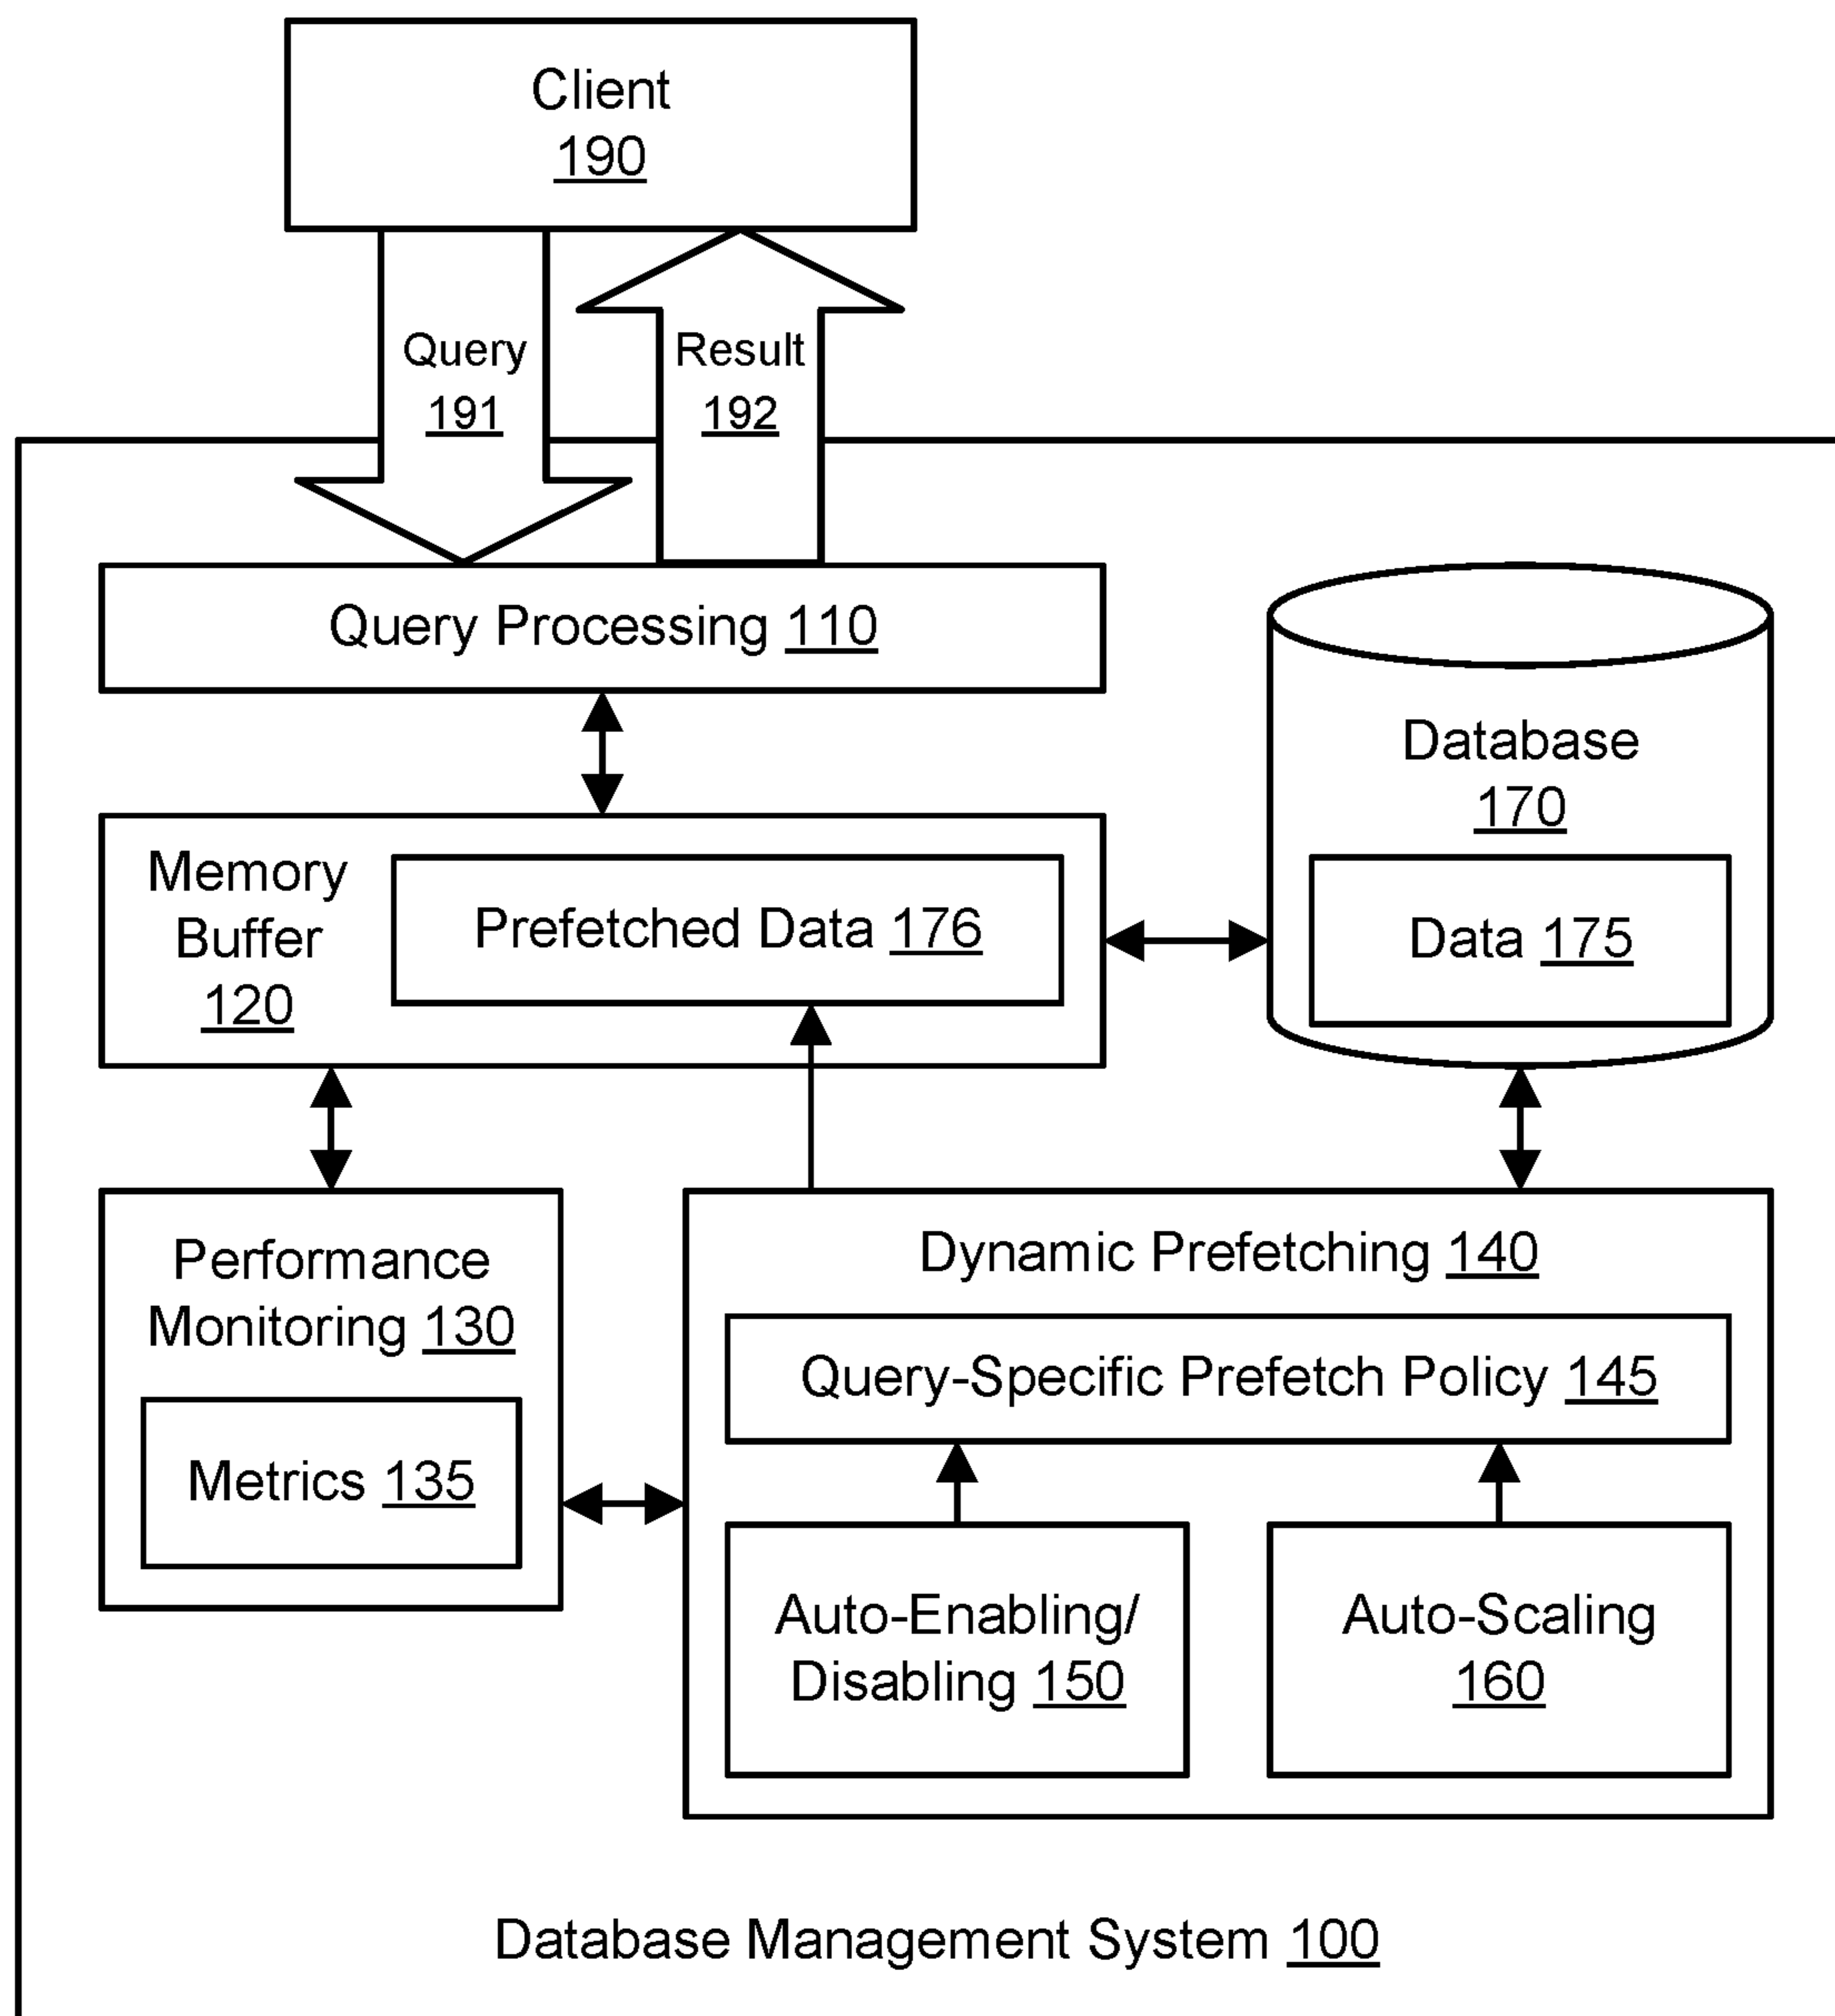 Client
190
Query
191
Result
192
Query Processing 110
Database
170
Memory
Buffer
120
Prefetched Data 176
Data 175
Performance
Monitoring 130
Metrics 135
Dynamic Prefetching 140
Query-Specific Prefetch Policy 145
Auto-Enabling/
Disabling 150
Auto-Scaling
160
Database Management System 100